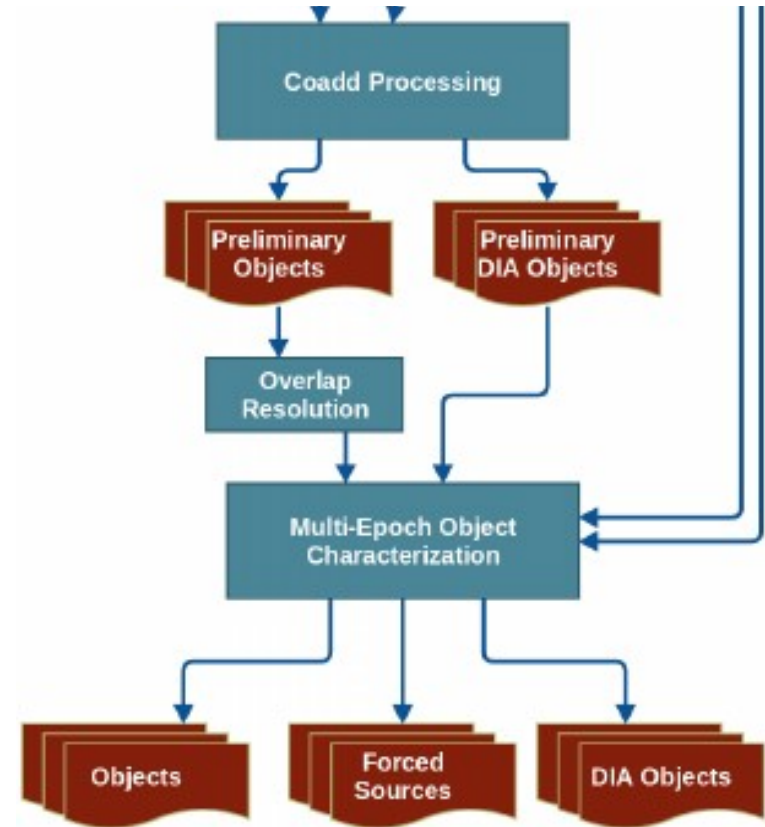 Coadd Processing
Preliminary
Objects
Preliminary
DIA Objects
Overlap
Resolution
Multi-Epoch Object
Characterization
Objects
Forced
Sources
DIA Objects